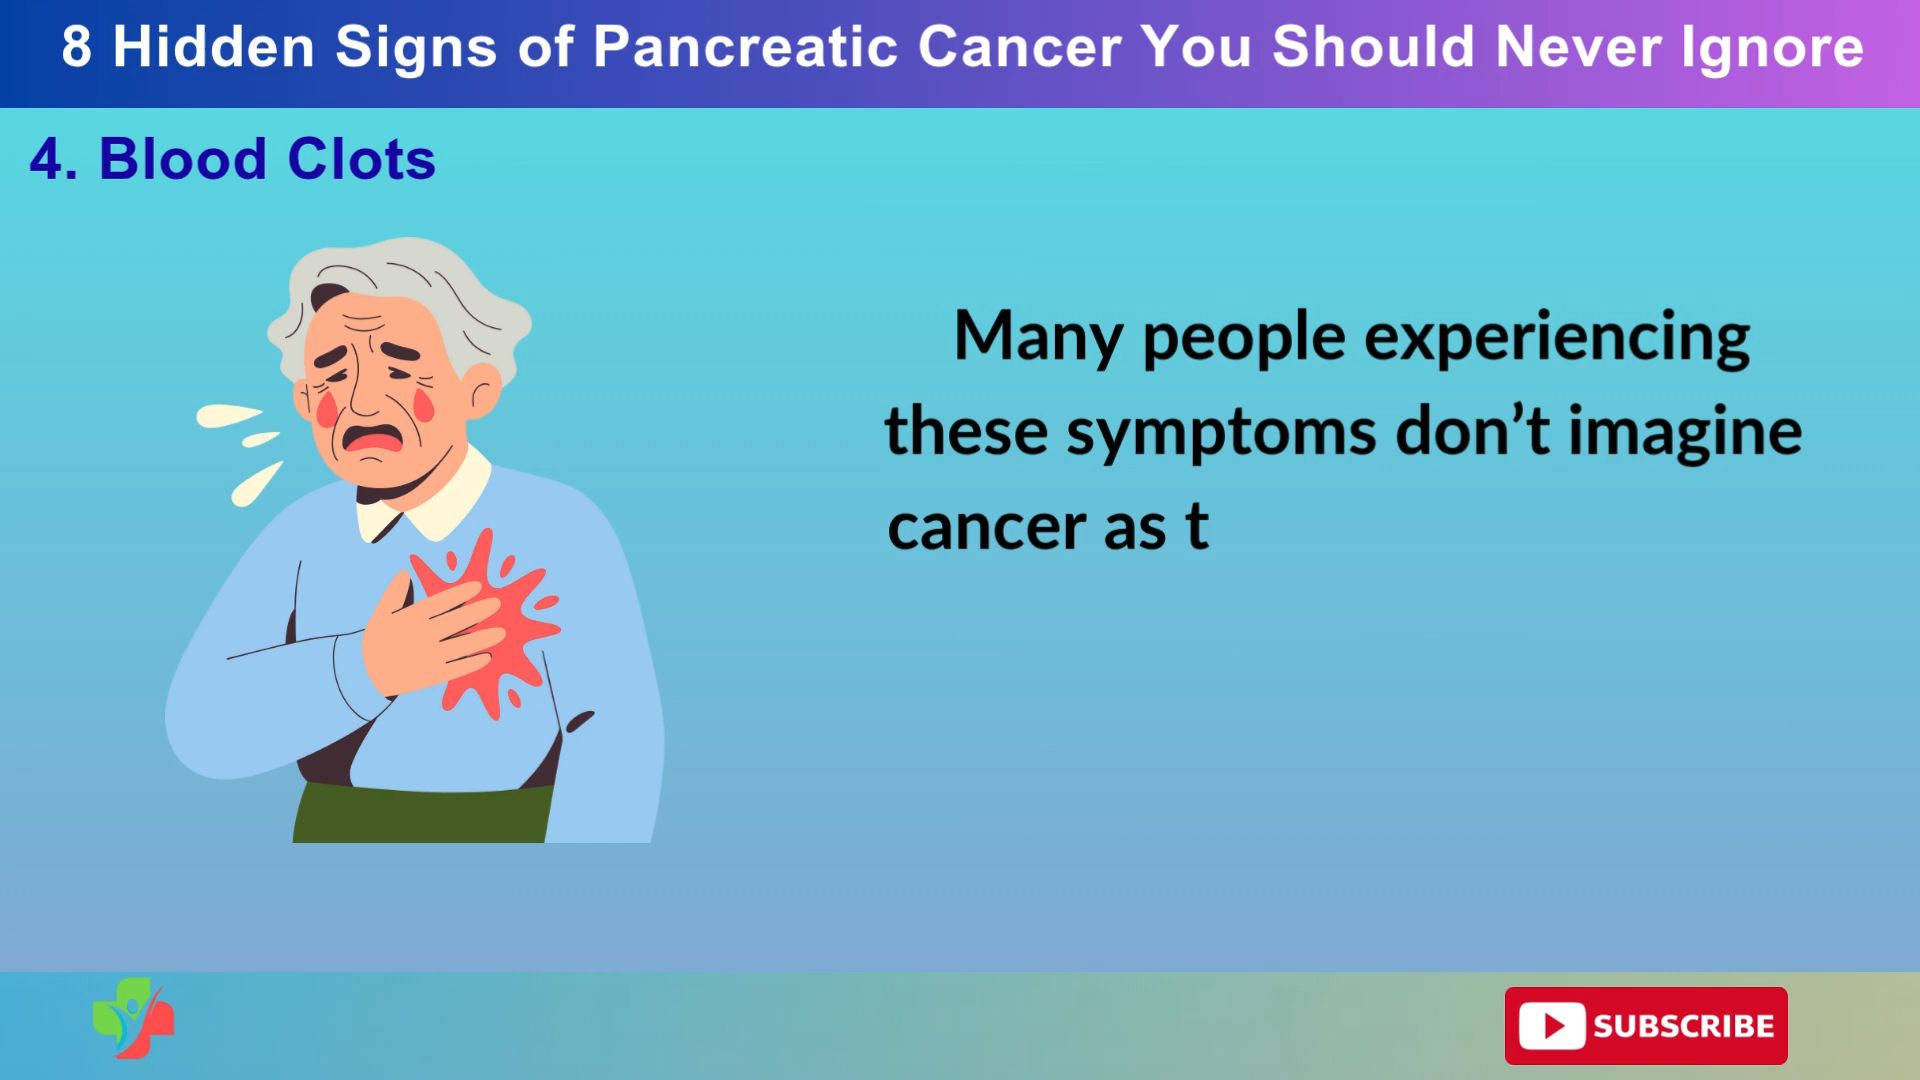 8 Hidden Signs of Pancreatic Cancer You Should Never Ignore
4. Blood Clots
Many people experiencing
these symptoms don’t imagine
cancer as t
SUBSCRIBE